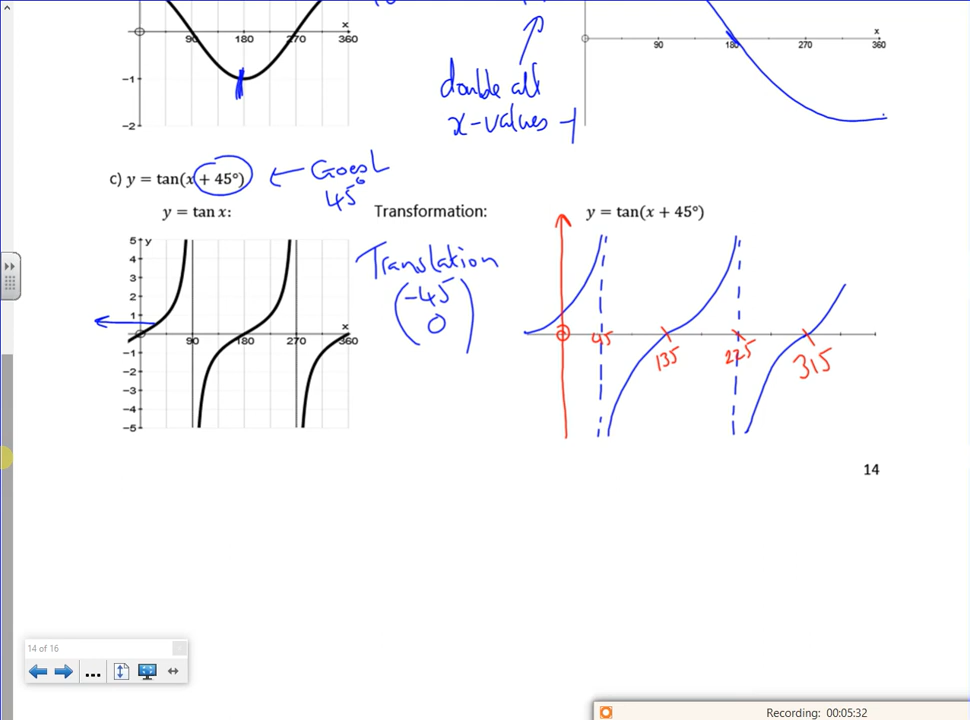 x
90 180 270 360
-1
-2
double all
x-values
x
90 180 270 360
c) y = tan(x + 45°)
Goes L
45°
y = tan x:
Transformation:
y = tan(x + 45°)
5 y
4
3
2
1
x
90 180 270 360
-1
-2
-3
-4
-5
Translation
-45
0
0
45 135 225 315
14
14 of 16
Recording: 00:05:32